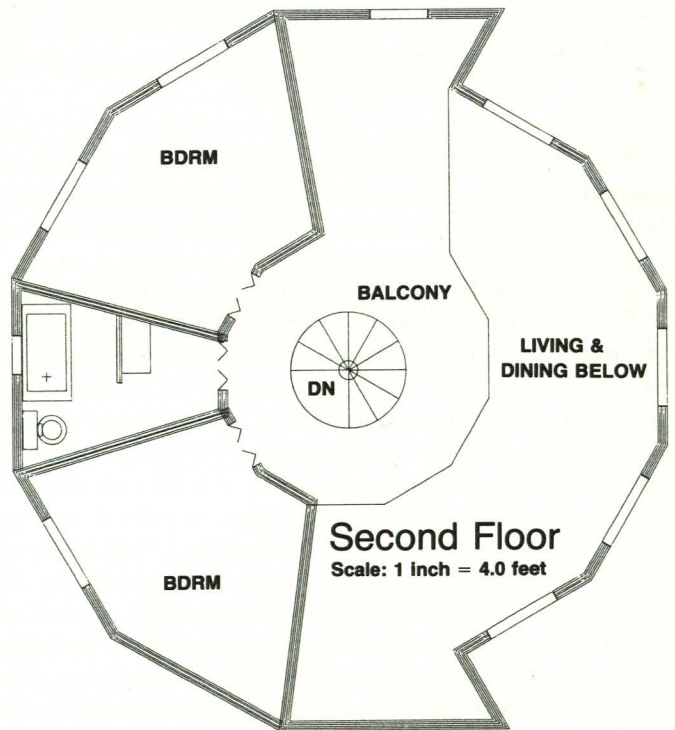 BDRM
BALCONY
LIVING &
DINING BELOW
DN
Second Floor
Scale: 1 inch = 4.0 feet
BDRM